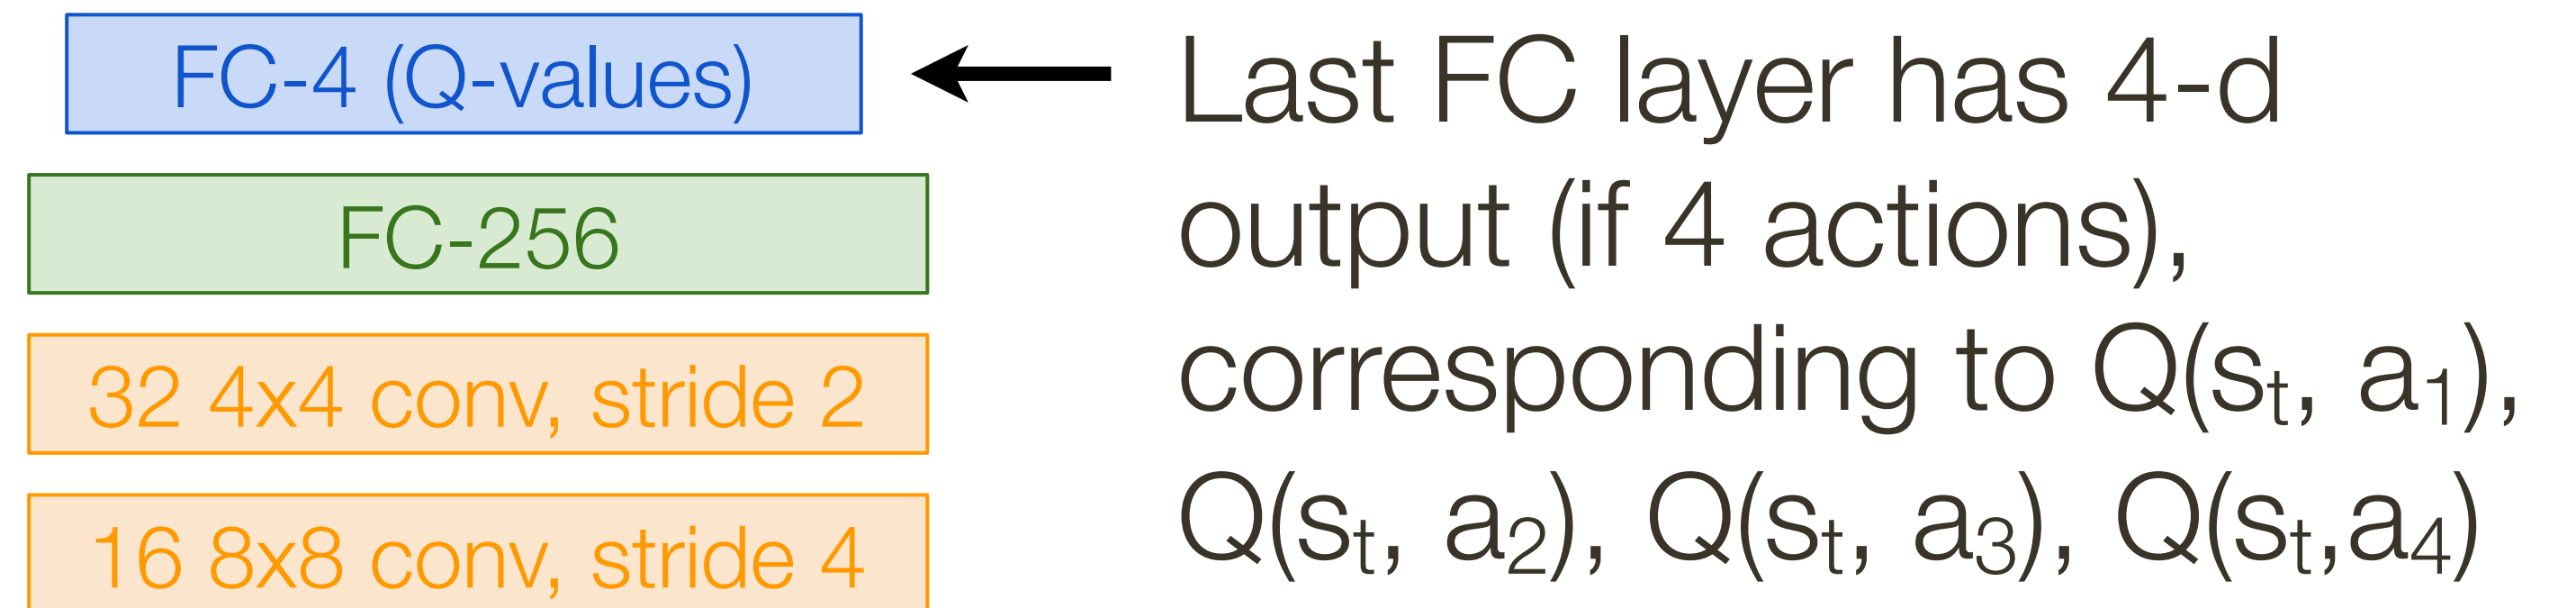 FC-4 (Q-values)
FC-256
32 4x4 conv, stride 2
16 8x8 conv, stride 4
Last FC layer has 4-d
output (if 4 actions),
corresponding to Q(sₜ, a₁),
Q(sₜ, a₂), Q(sₜ, a₃), Q(sₜ,a₄)